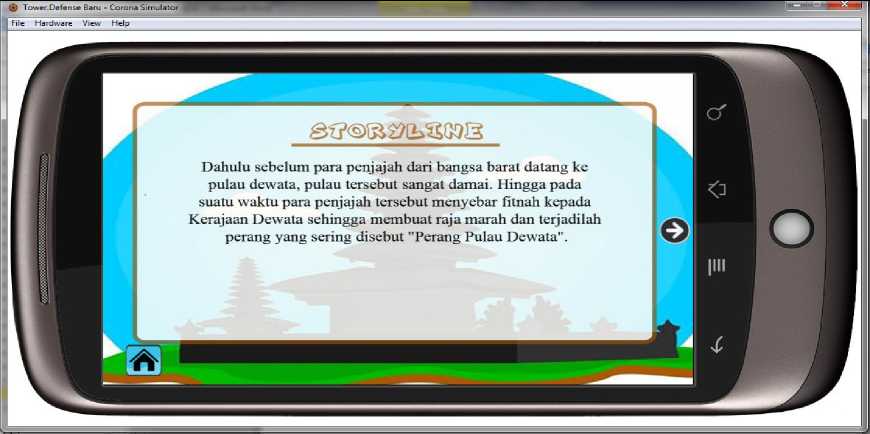 Tower.Defense Baru - Corona Simulator
File Hardware View Help
STORYLINE
Dahulu sebelum para penjajah dari bangsa barat datang ke
pulau dewata, pulau tersebut sangat damai. Hingga pada
suatu waktu para penjajah tersebut menyebar fitnah kepada
Kerajaan Dewata sehingga membuat raja marah dan terjadilah
perang yang sering disebut "Perang Pulau Dewata".